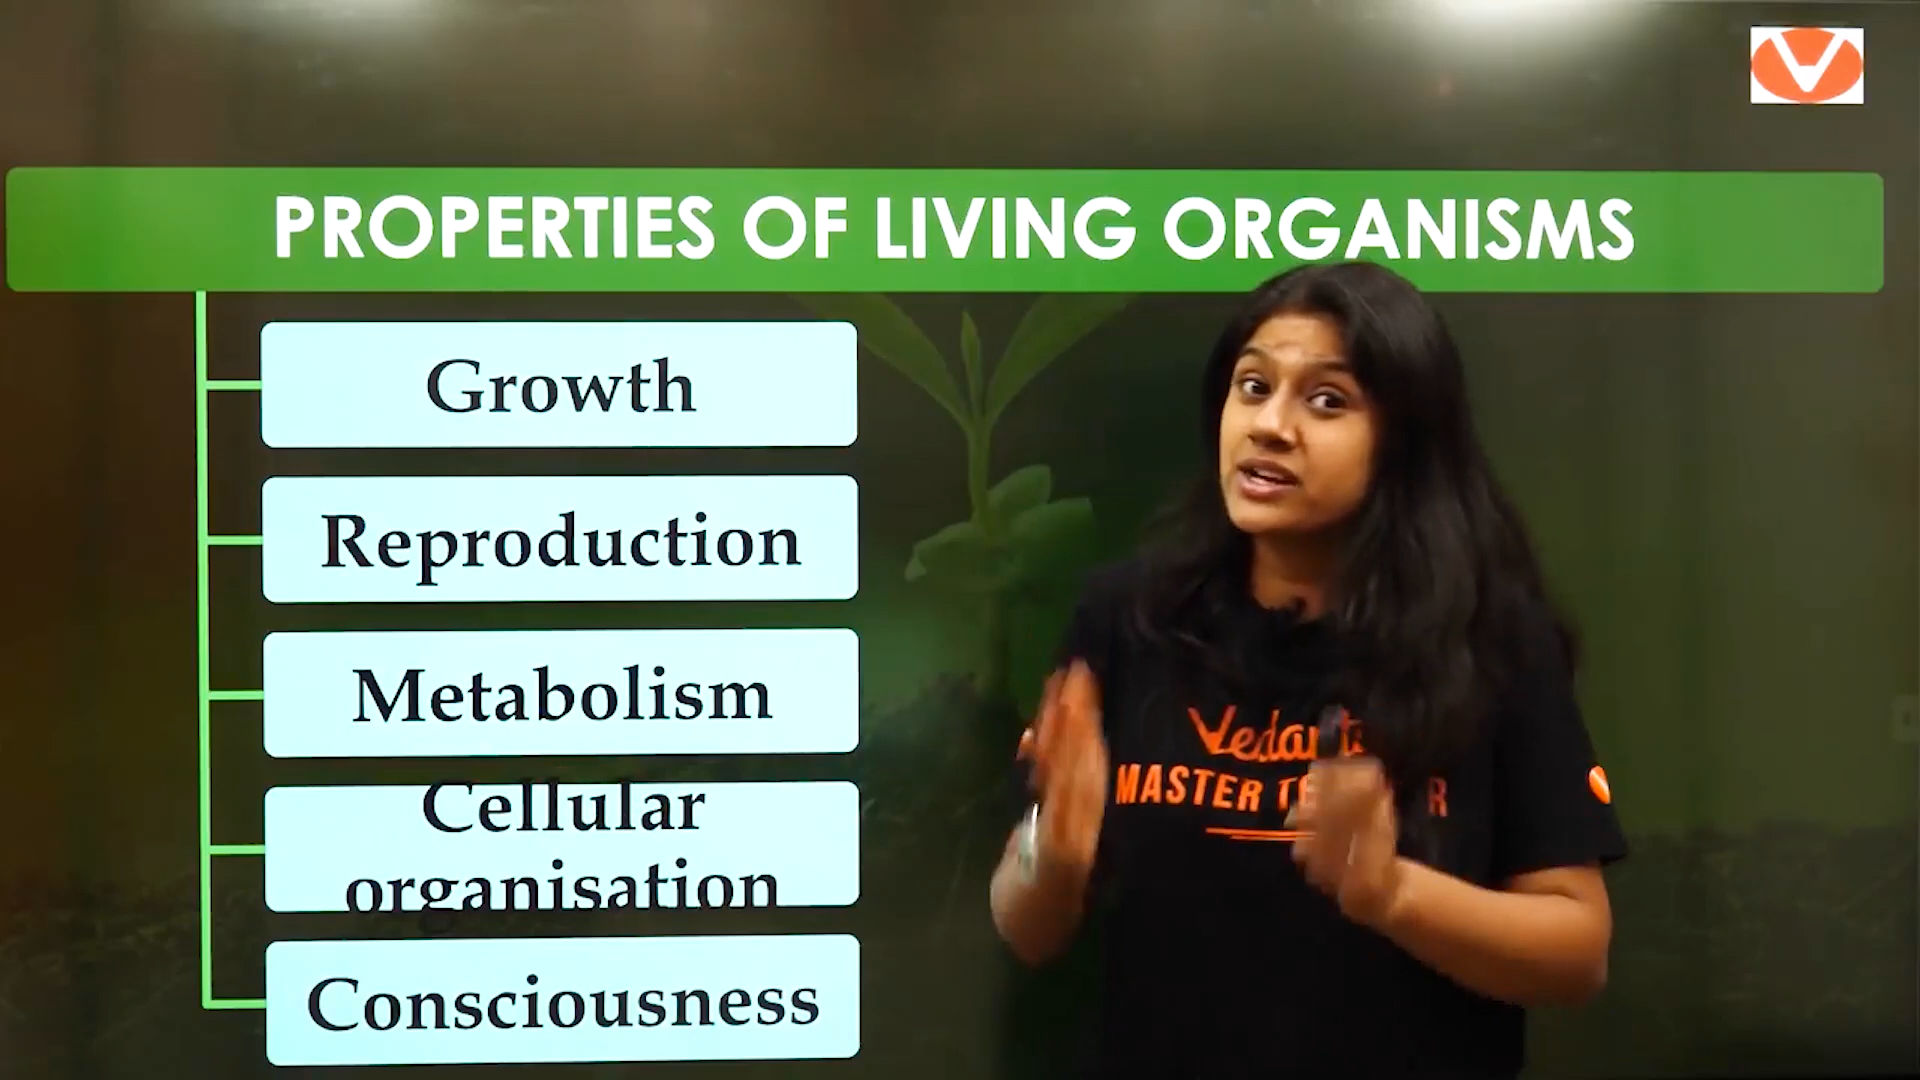 PROPERTIES OF LIVING ORGANISMS
Growth
Reproduction
Metabolism
Cellular
organisation
Consciousness
MASTER